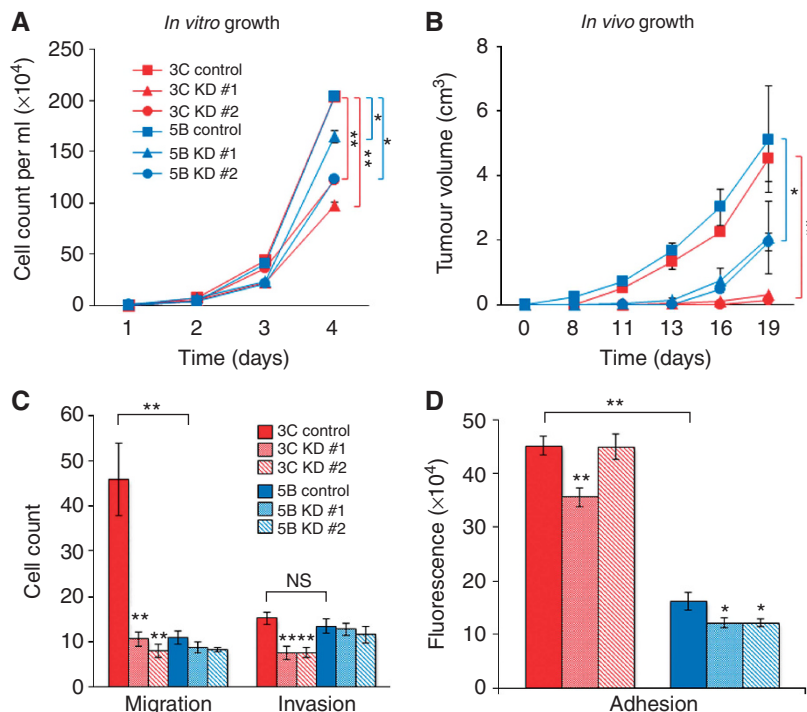 A
In vitro growth
Cell count per ml (×10⁴)
250
200
150
100
50
0
3C control
3C KD #1
3C KD #2
5B control
5B KD #1
5B KD #2
**
**
*
*
1 2 3 4
Time (days)
B
In vivo growth
Tumour volume (cm³)
8
6
4
2
0
*
0 8 11 13 16 19
Time (days)
C
Cell count
60
50
40
30
20
10
0
**
3C control
3C KD #1
3C KD #2
5B control
5B KD #1
5B KD #2
NS
**
**
****
Migration Invasion
D
Fluorescence (×10⁴)
50
40
30
20
10
0
**
**
* *
Adhesion